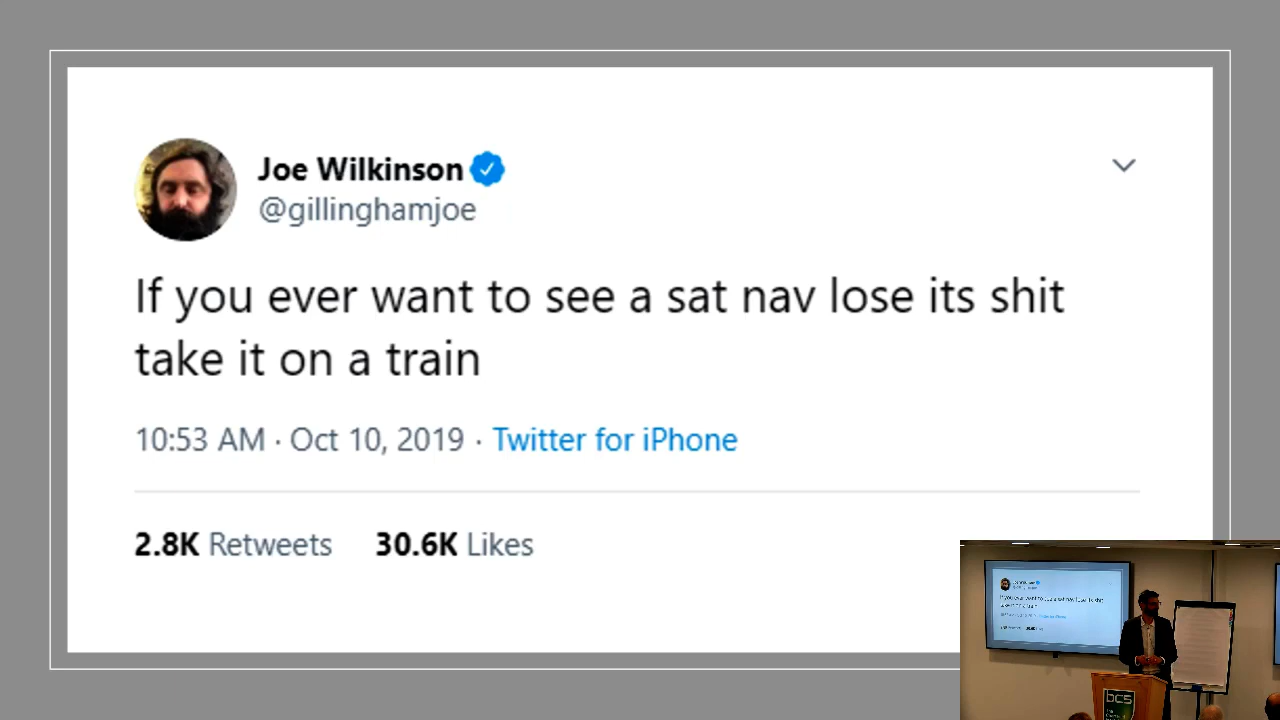 Joe Wilkinson
@gillinghamjoe
If you ever want to see a sat nav lose its shit
take it on a train
10:53 AM · Oct 10, 2019 · Twitter for iPhone
2.8K Retweets 30.6K Likes
bcs